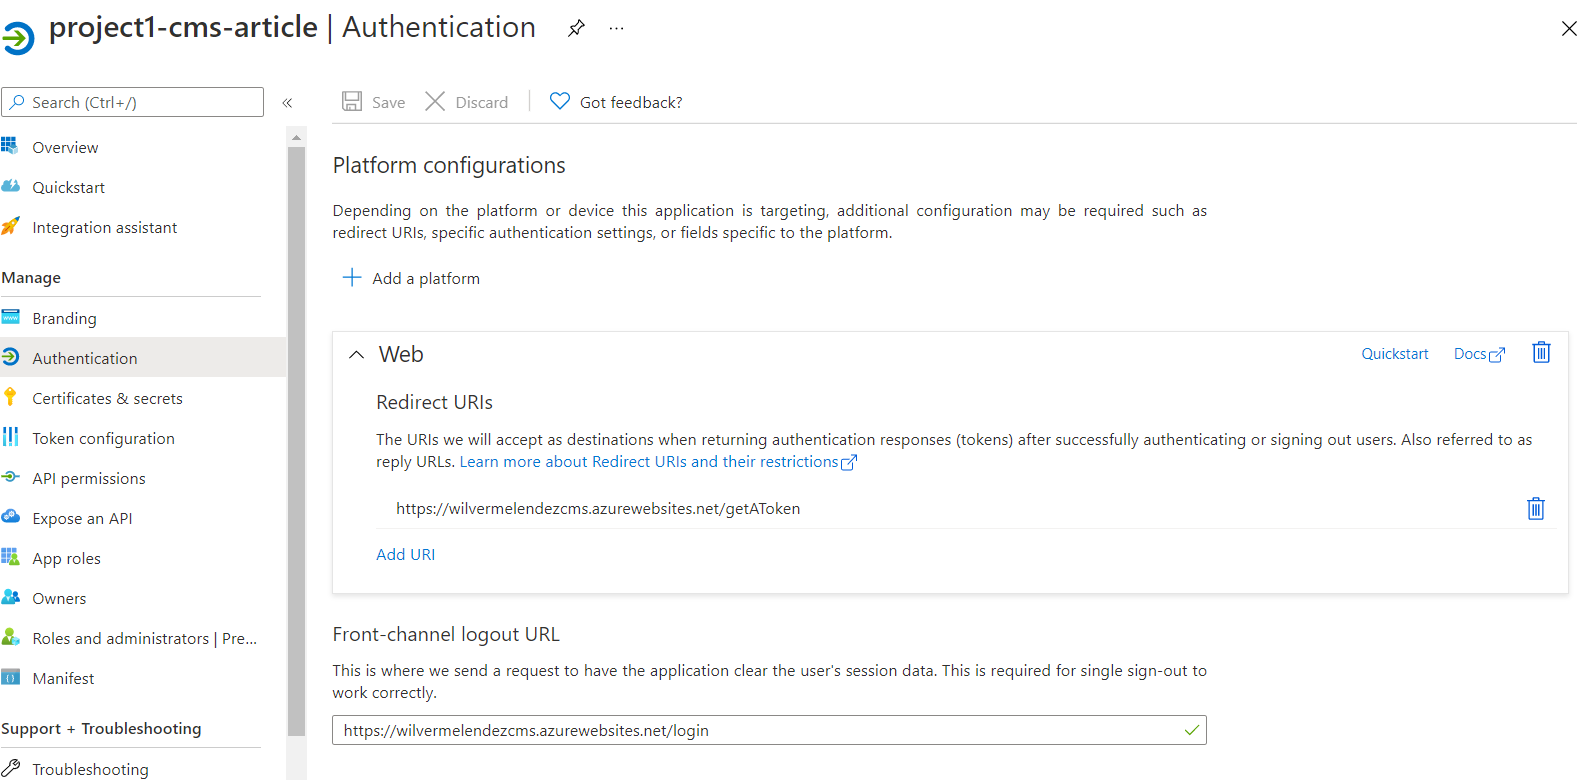 project1-cms-article | Authentication
Search (Ctrl+/)
«
Save
Discard
Got feedback?
Overview
Quickstart
Integration assistant
Manage
Branding
Authentication
Certificates & secrets
Token configuration
API permissions
Expose an API
App roles
Owners
Roles and administrators | Pre...
Manifest
Support + Troubleshooting
Troubleshooting
Platform configurations
Depending on the platform or device this application is targeting, additional configuration may be required such as
redirect URIs, specific authentication settings, or fields specific to the platform.
Add a platform
Web
Quickstart
Docs
Redirect URIs
The URIs we will accept as destinations when returning authentication responses (tokens) after successfully authenticating or signing out users. Also referred to as
reply URLs. Learn more about Redirect URIs and their restrictions
https://wilvermelendezcms.azurewebsites.net/getAToken
Add URI
Front-channel logout URL
This is where we send a request to have the application clear the user's session data. This is required for single sign-out to
work correctly.
https://wilvermelendezcms.azurewebsites.net/login